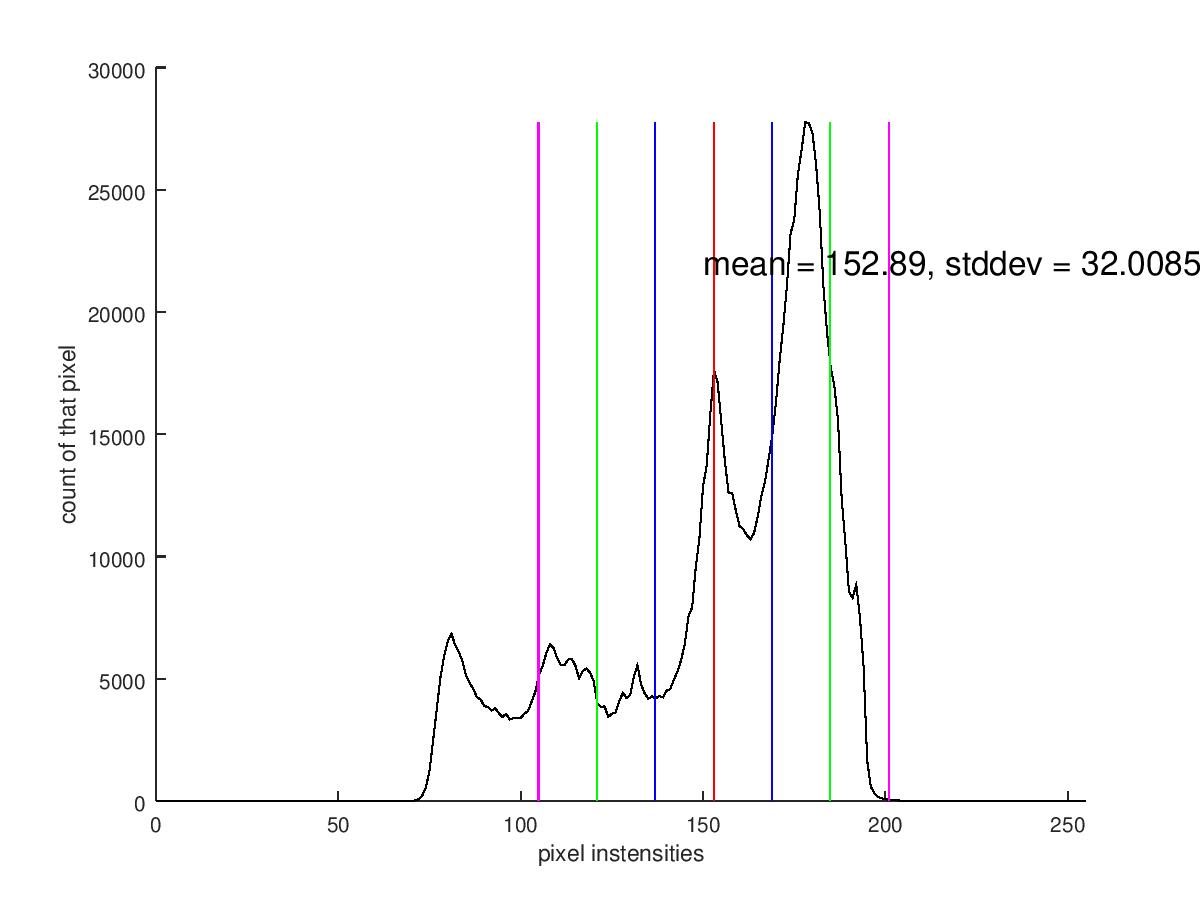 30000
25000
mean = 152.89, stddev = 32.0085
20000
count of that pixel
15000
10000
5000
0
0 50 100 150 200 250
pixel instensities